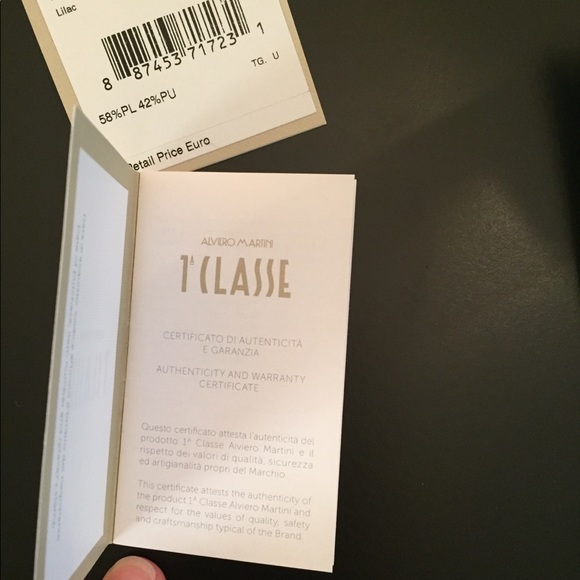 Lilac
8 87453 71723 1
TG. U
58%PL 42%PU
Retail Price Euro
ALVIERO MARTINI
1ª CLASSE
CERTIFICATO DI AUTENTICITÀ
E GARANZIA
AUTHENTICITY AND WARRANTY
CERTIFICATE
Questo certificato attesta l'autenticità del
prodotto 1ª Classe Alviero Martini e il
rispetto dei valori di qualità, sicurezza
ed artigianalità propri del Marchio.
This certificate attests the authenticity of
the product 1ª Classe Alviero Martini and
respect for the values of quality, safety
and craftsmanship typical of the Brand.